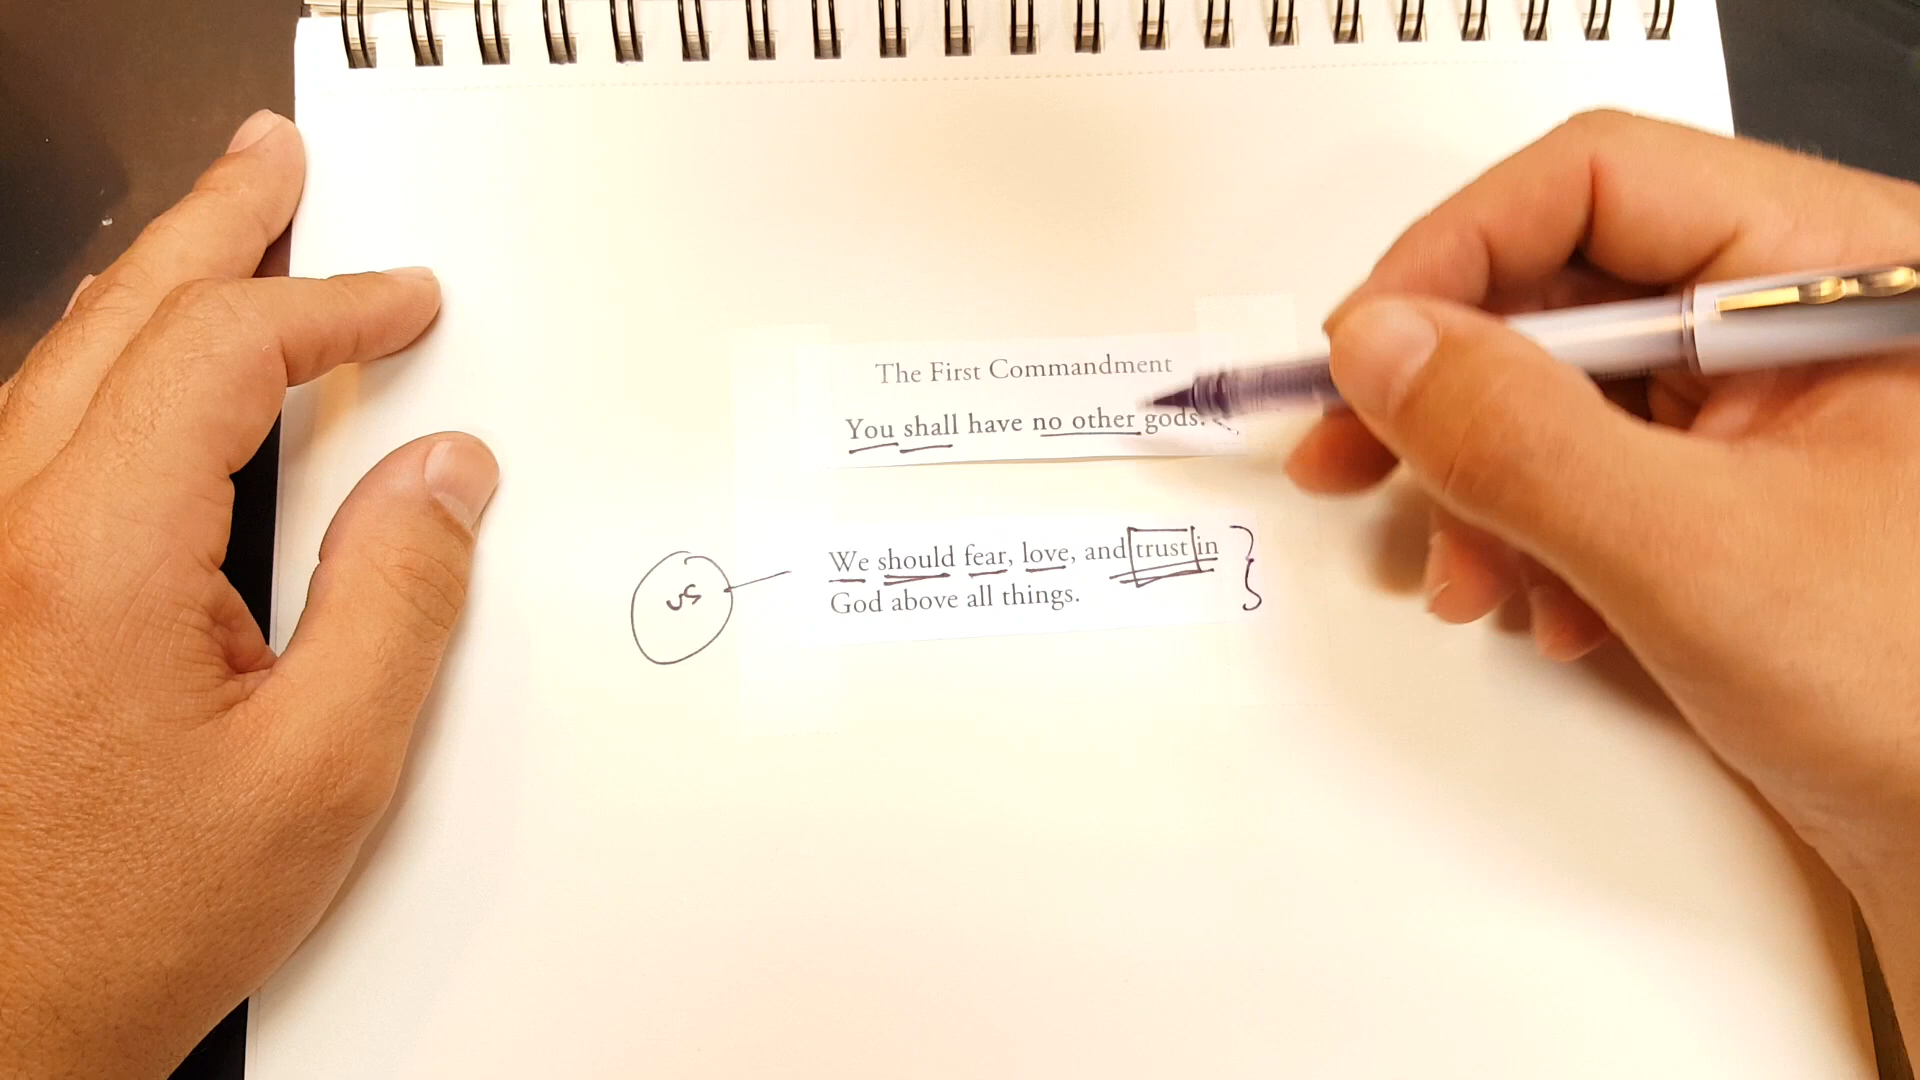 The First Commandment
You shall have no other gods.
us
We should fear, love, and trust in
God above all things.